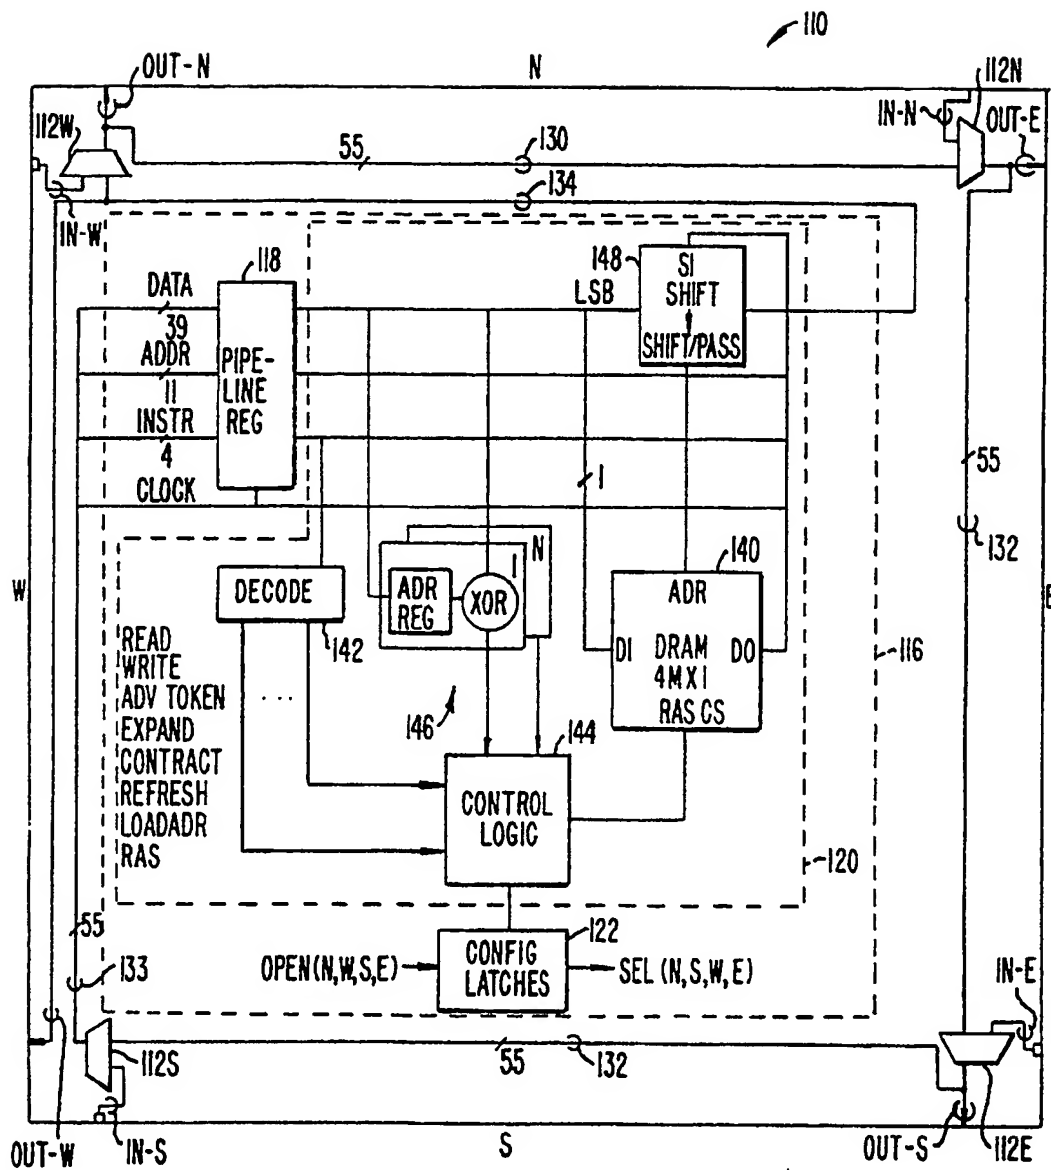 110
OUT-N
N
112N
112W
IN-N
OUT-E
55
130
134
IN-W
118
148
SI
SHIFT
SHIFT/PASS
LSB
DATA
39
ADDR
11
INSTR
4
CLOCK
PIPE-
LINE
REG
55
132
1
N
1
140
W
DECODE
142
ADR
REG
XOR
ADR
DI
DO
DRAM
4MX1
RAS CS
116
READ
WRITE
ADV TOKEN
EXPAND
CONTRACT
REFRESH
LOADADR
RAS
...
146
144
CONTROL
LOGIC
120
55
133
122
OPEN(N,W,S,E)
CONFIG
LATCHES
SEL (N,S,W,E)
IN-E
112S
55
132
OUT-W
IN-S
S
OUT-S
112E